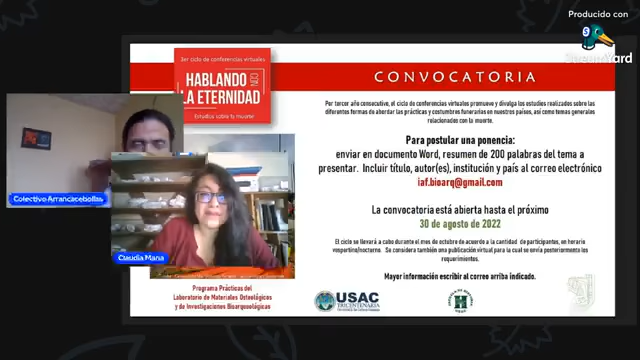 Producido con
StreamYard
3er ciclo de conferencias virtuales
HABLANDO
CON
LA ETERNIDAD
Estudios sobre la muerte
CONVOCATORIA
Por tercer año consecutivo, el ciclo de conferencias virtuales promueve y divulga los estudios realizados sobre las
diferentes formas de abordar las prácticas y costumbres funerarias en nuestros países, así como temas generales
relacionados con la muerte.
Para postular una ponencia:
enviar en documento Word, resumen de 200 palabras del tema a
presentar. Incluir título, autor(es), institución y país al correo electrónico
iaf.bioarq@gmail.com
La convocatoria está abierta hasta el próximo
30 de agosto de 2022
El ciclo se llevará a cabo durante el mes de octubre de acuerdo a la cantidad de participantes, en horario
vespertino/nocturno. Se considera también una publicación virtual para la cual se envía posteriormente los
requerimientos.
Mayor información escribir al correo arriba indicado.
Colectivo Arrancacebollas
Claudia María
Programa Prácticas del
Laboratorio de Materiales Osteológicos
y de Investigaciones Bioarqueológicas
USAC
TRICENTENARIA